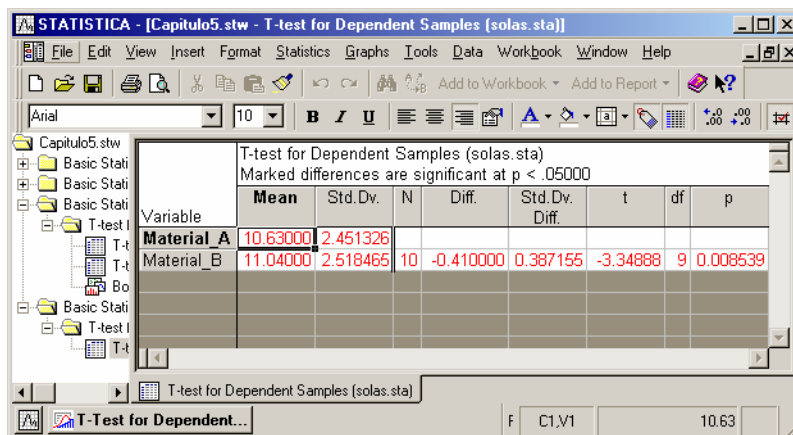 STATISTICA - [Capitulo5.stw - T-test for Dependent Samples (solas.sta)]
File Edit View Insert Format Statistics Graphs Tools Data Workbook Window Help
Add to Workbook Add to Report
Arial 10 B I U
Capitulo5.stw
Basic Stati
Basic Stati
Basic Stati
T-test
T-t
T-t
Bo
Basic Stati
T-test
T-t
T-test for Dependent Samples (solas.sta)
Marked differences are significant at p < .05000
Variable Mean Std.Dv. N Diff. Std.Dv. Diff. t df p
Material_A 10.63000 2.451326
Material_B 11.04000 2.518465 10 -0.410000 0.387155 -3.34888 9 0.008539
T-test for Dependent Samples (solas.sta)
T-Test for Dependent... F C1,V1 10.63